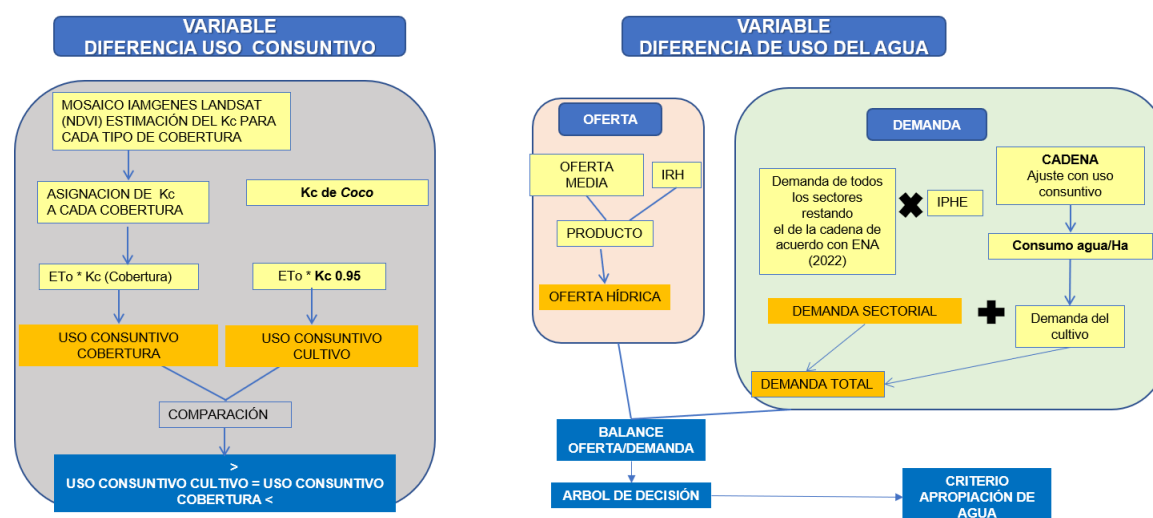 VARIABLE
DIFERENCIA USO CONSUNTIVO
MOSAICO IAMGENES LANDSAT
(NDVI) ESTIMACIÓN DEL Kc PARA
CADA TIPO DE COBERTURA
ASIGNACION DE Kc
A CADA COBERTURA
Kc de Coco
ETo * Kc (Cobertura)
ETo * Kc 0.95
USO CONSUNTIVO
COBERTURA
USO CONSUNTIVO
CULTIVO
COMPARACIÓN
>
USO CONSUNTIVO CULTIVO = USO CONSUNTIVO
COBERTURA <
VARIABLE
DIFERENCIA DE USO DEL AGUA
OFERTA
OFERTA
MEDIA
IRH
PRODUCTO
OFERTA HÍDRICA
DEMANDA
Demanda de todos
los sectores
restando
el de la cadena de
acuerdo con ENA
(2022)
IPHE
CADENA
Ajuste con uso
consuntivo
Consumo agua/Ha
DEMANDA SECTORIAL
Demanda del
cultivo
DEMANDA TOTAL
BALANCE
OFERTA/DEMANDA
ARBOL DE DECISIÓN
CRITERIO
APROPIACIÓN DE
AGUA